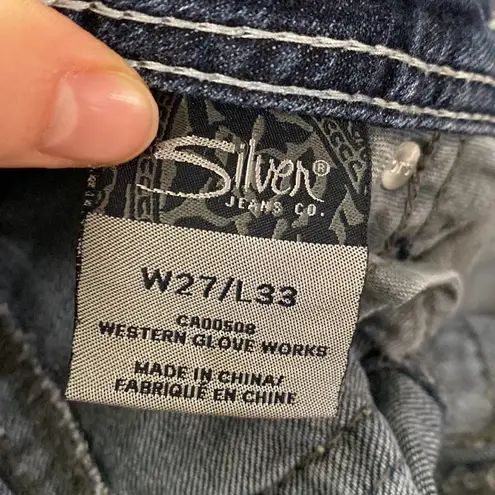 Silver®
JEANS CO.
W27/L33
CA00508
WESTERN GLOVE WORKS
MADE IN CHINA/
FABRIQUÉ EN CHINE